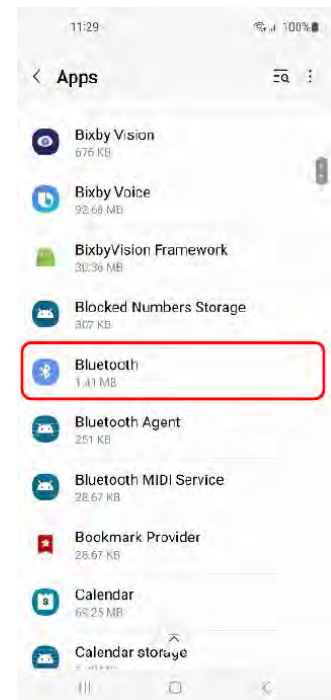 11:29
100%
Apps
Bixby Vision
676 KB
Bixby Voice
92.68 MB
BixbyVision Framework
30.36 MB
Blocked Numbers Storage
307 KB
Bluetooth
1.41 MB
Bluetooth Agent
251 KB
Bluetooth MIDI Service
28.67 KB
Bookmark Provider
28.67 KB
Calendar
69.25 MB
Calendar storage